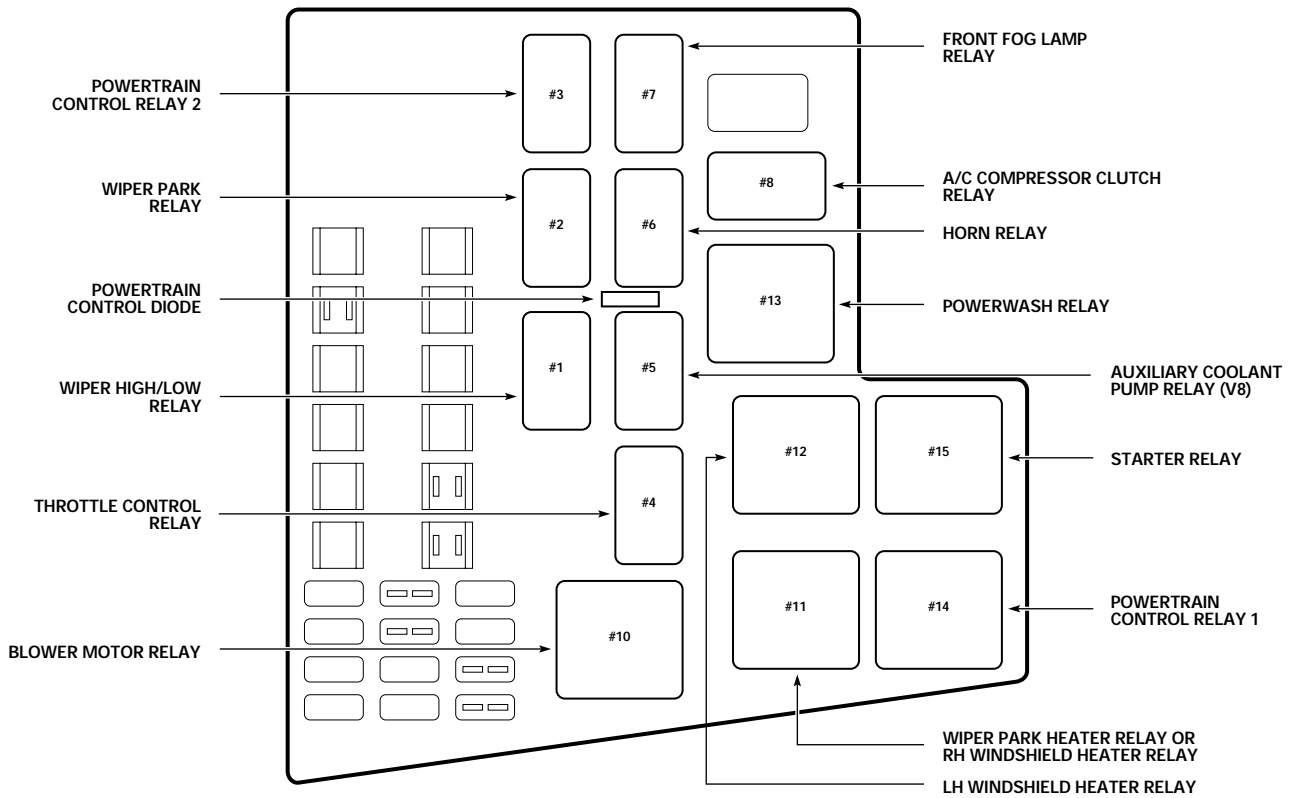 POWERTRAIN
CONTROL RELAY 2
WIPER PARK
RELAY
POWERTRAIN
CONTROL DIODE
WIPER HIGH/LOW
RELAY
THROTTLE CONTROL
RELAY
BLOWER MOTOR RELAY
#3
#7
#2
#6
#1
#5
#4
#10
#8
#13
#12
#15
#11
#14
FRONT FOG LAMP
RELAY
A/C COMPRESSOR CLUTCH
RELAY
HORN RELAY
POWERWASH RELAY
AUXILIARY COOLANT
PUMP RELAY (V8)
STARTER RELAY
POWERTRAIN
CONTROL RELAY 1
WIPER PARK HEATER RELAY OR
RH WINDSHIELD HEATER RELAY
LH WINDSHIELD HEATER RELAY